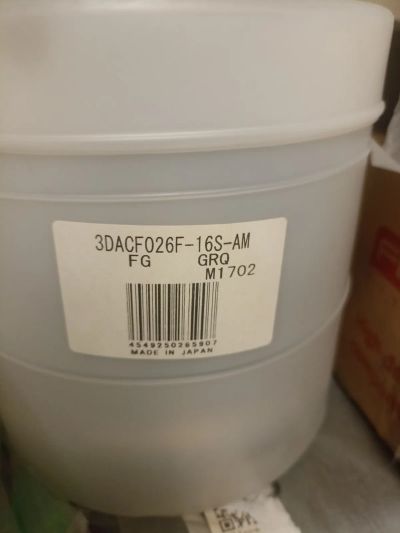 3DACF026F-16S-AM
FG GRQ
M1702
4549250265907
MADE IN JAPAN